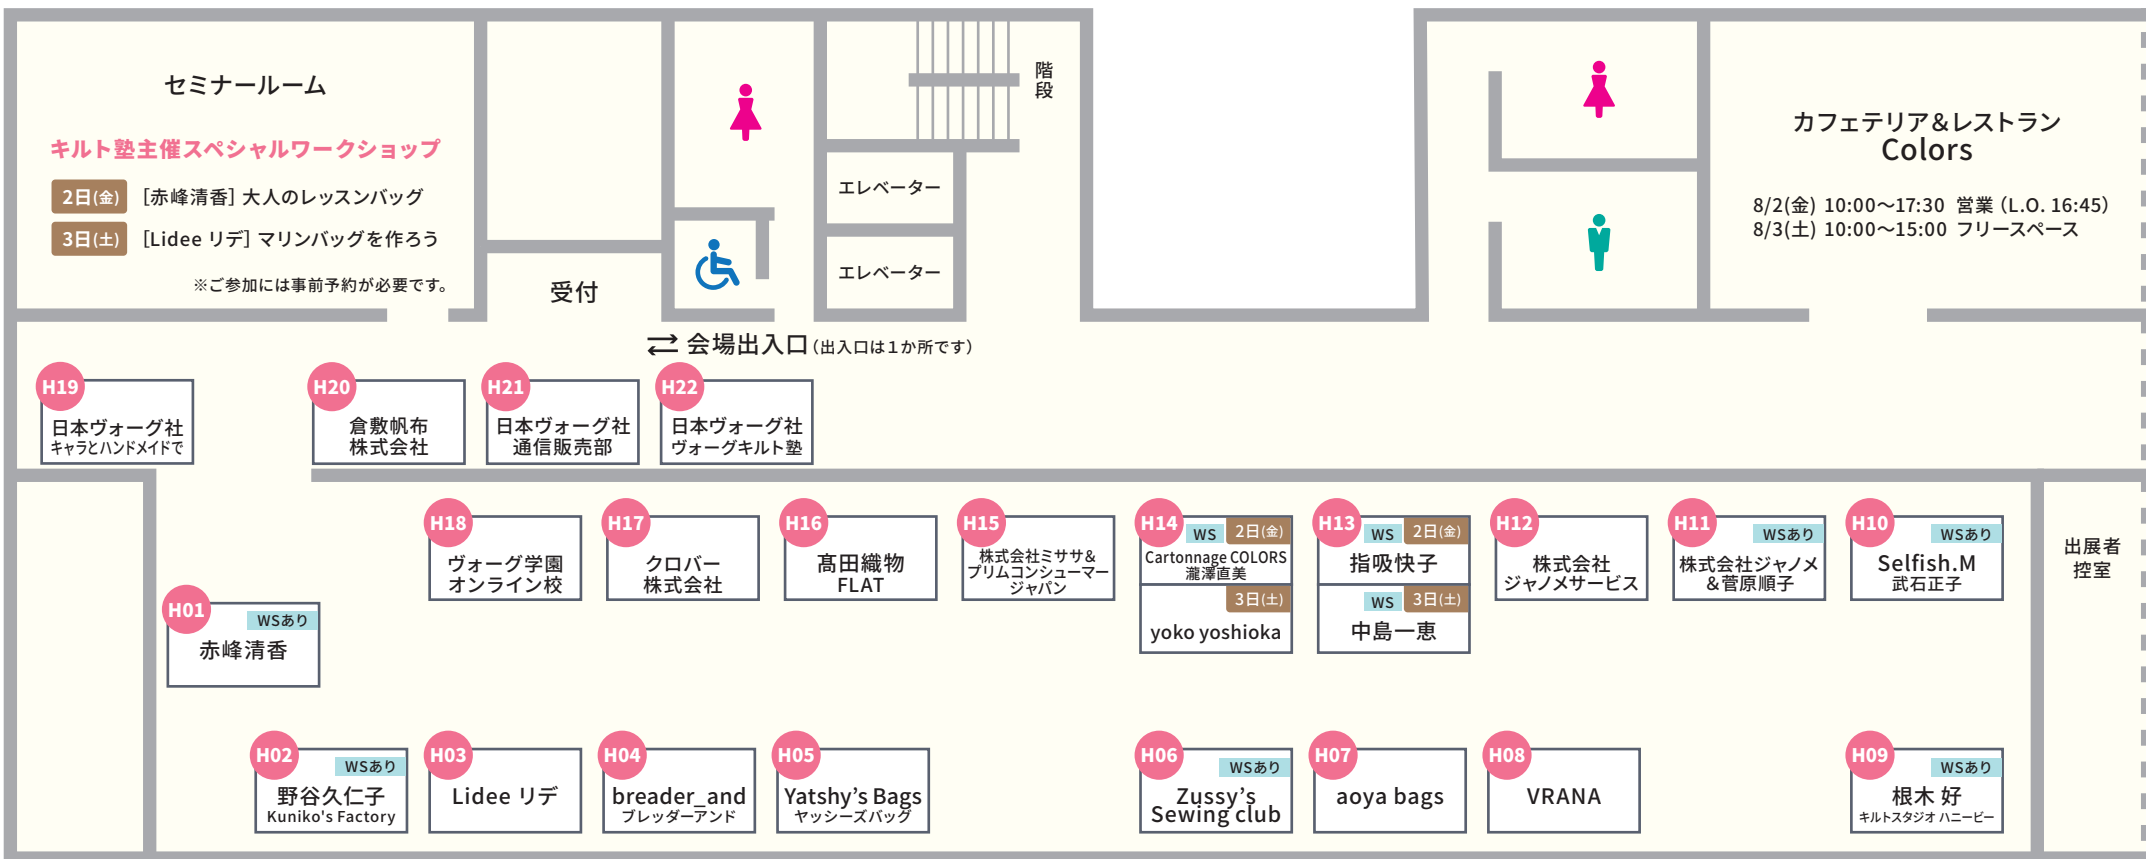 セミナールーム
キルト塾主催スペシャルワークショップ
2日(金) [赤峰清香] 大人のレッスンバッグ
3日(土) [Lidee リデ] マリンバッグを作ろう
※ご参加には事前予約が必要です。
受付
階段
エレベーター
エレベーター
カフェテリア&レストラン
Colors
8/2(金) 10:00〜17:30 営業 (L.O. 16:45)
8/3(土) 10:00〜15:00 フリースペース
⇄ 会場出入口(出入口は1か所です)
H19
日本ヴォーグ社
キャラとハンドメイドで
H20
倉敷帆布
株式会社
H21
日本ヴォーグ社
通信販売部
H22
日本ヴォーグ社
ヴォーグキルト塾
H18
ヴォーグ学園
オンライン校
H17
クロバー
株式会社
H16
髙田織物
FLAT
H15
株式会社ミササ&
プリムコンシューマー
ジャパン
H14 WS 2日(金)
Cartonnage COLORS
瀧澤直美
3日(土)
yoko yoshioka
H13 WS 2日(金)
指吸快子
WS 3日(土)
中島一恵
H12
株式会社
ジャノメサービス
H11 WSあり
株式会社ジャノメ
&菅原順子
H10 WSあり
Selfish.M
武石正子
出展者
控室
H01 WSあり
赤峰清香
H02 WSあり
野谷久仁子
Kuniko's Factory
H03
Lidee リデ
H04
breader_and
ブレッダーアンド
H05
Yatshy's Bags
ヤッシーズバッグ
H06 WSあり
Zussy's
Sewing club
H07
aoya bags
H08
VRANA
H09 WSあり
根木 好
キルトスタジオ ハニービー